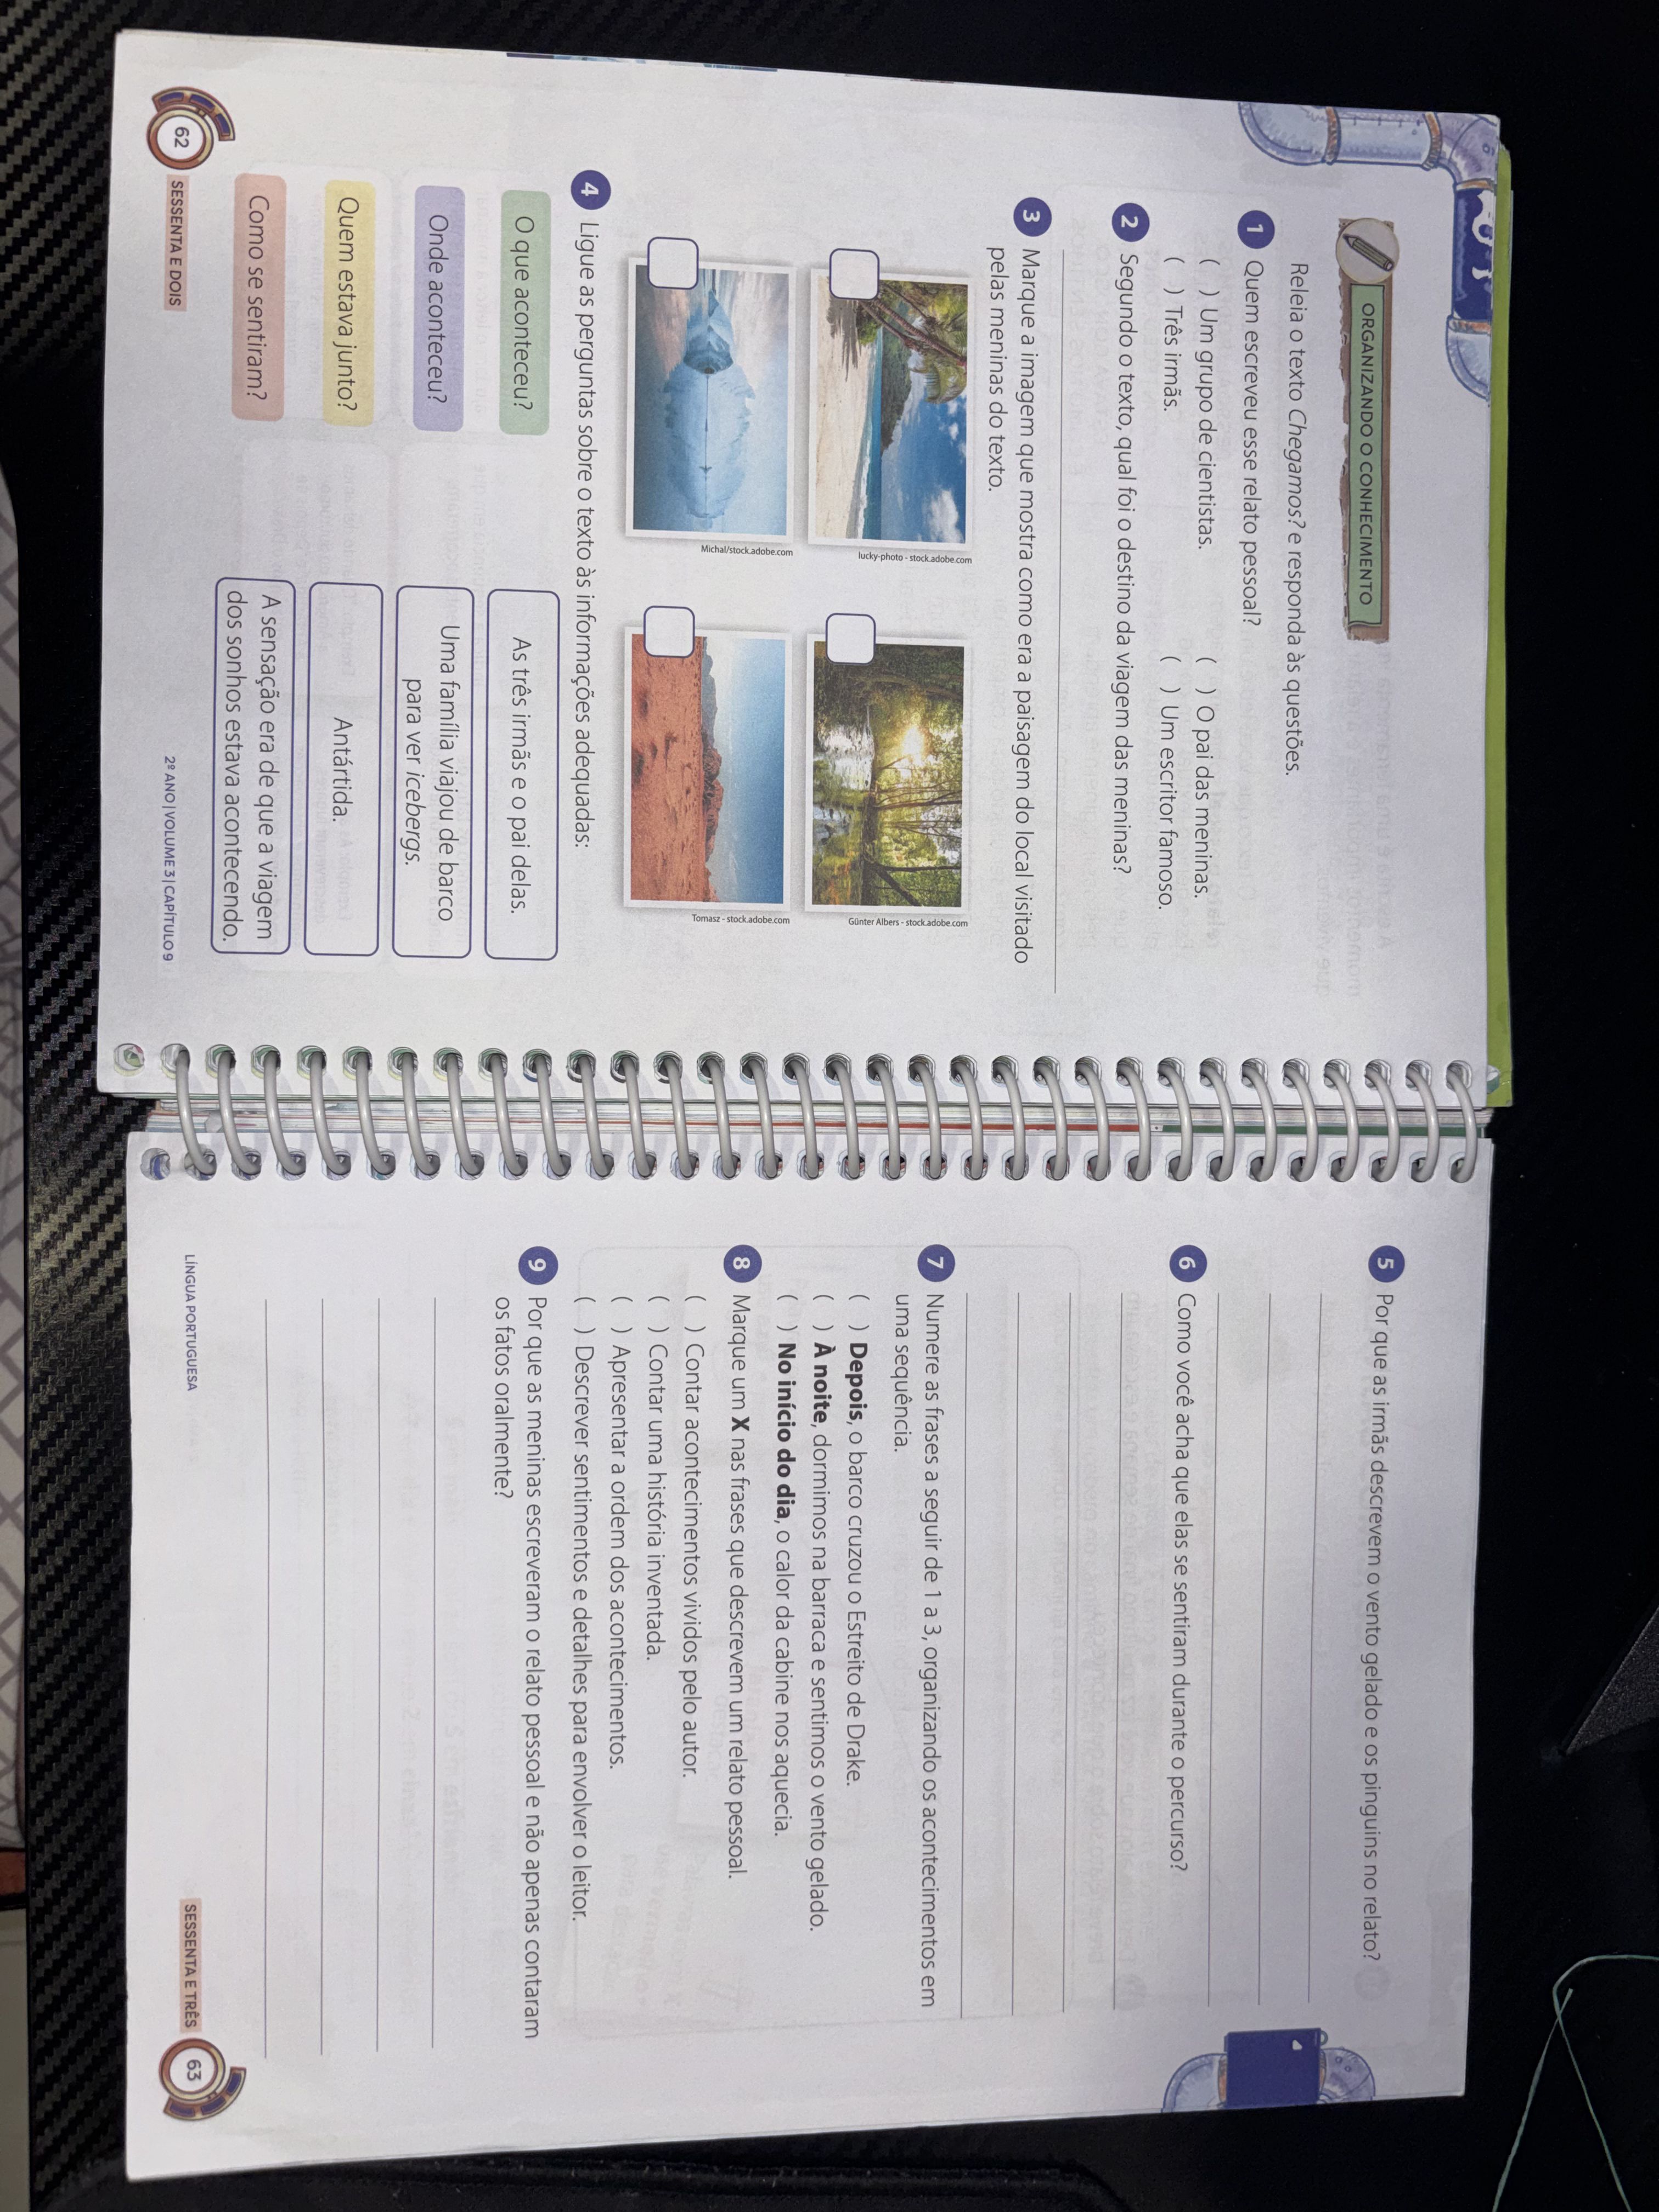 ORGANIZANDO O CONHECIMENTO
Releia o texto Chegamos? e responda às questões.
1 Quem escreveu esse relato pessoal?
( ) Um grupo de cientistas.
( ) O pai das meninas.
( ) Três irmãs.
( ) Um escritor famoso.
2 Segundo o texto, qual foi o destino da viagem das meninas?
3 Marque a imagem que mostra como era a paisagem do local visitado
pelas meninas do texto.
lucky-photo - stock.adobe.com
Günter Albers - stock.adobe.com
Michal/stock.adobe.com
Tomasz - stock.adobe.com
4 Ligue as perguntas sobre o texto às informações adequadas:
O que aconteceu?
As três irmãs e o pai delas.
Onde aconteceu?
Uma família viajou de barco
para ver icebergs.
Quem estava junto?
Antártida.
Como se sentiram?
A sensação era de que a viagem
dos sonhos estava acontecendo.
62
SESSENTA E DOIS
2º ANO | VOLUME 3 | CAPÍTULO 9
5 Por que as irmãs descrevem o vento gelado e os pinguins no relato?
6 Como você acha que elas se sentiram durante o percurso?
7 Numere as frases a seguir de 1 a 3, organizando os acontecimentos em
uma sequência.
( ) Depois, o barco cruzou o Estreito de Drake.
( ) À noite, dormimos na barraca e sentimos o vento gelado.
( ) No início do dia, o calor da cabine nos aquecia.
8 Marque um X nas frases que descrevem um relato pessoal.
( ) Contar acontecimentos vividos pelo autor.
( ) Contar uma história inventada.
( ) Apresentar a ordem dos acontecimentos.
( ) Descrever sentimentos e detalhes para envolver o leitor.
9 Por que as meninas escreveram o relato pessoal e não apenas contaram
os fatos oralmente?
LÍNGUA PORTUGUESA
SESSENTA E TRÊS
63